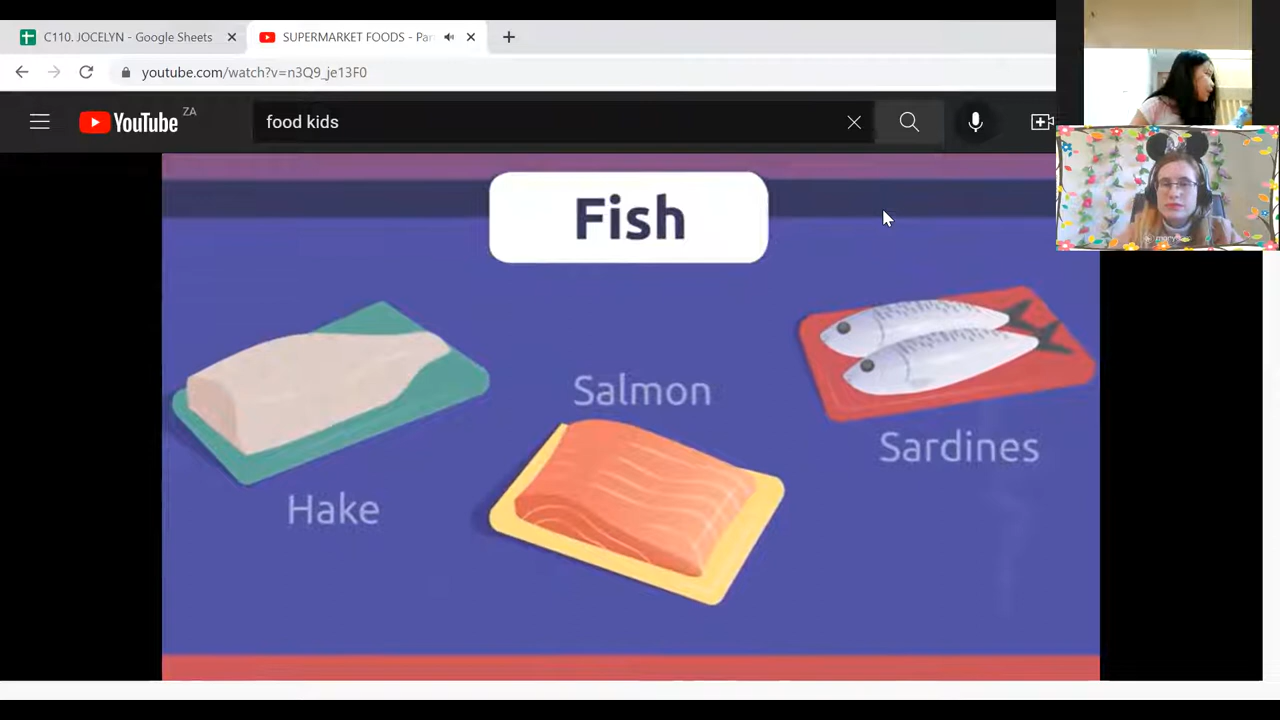 C110. JOCELYN - Google Sheets
SUPERMARKET FOODS - Par
youtube.com/watch?v=n3Q9_je13F0
YouTube ZA
food kids
Fish
Salmon
Sardines
Hake